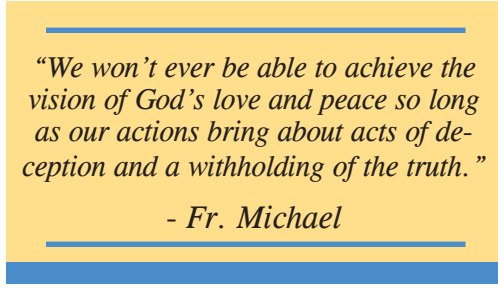 “We won’t ever be able to achieve the
vision of God’s love and peace so long
as our actions bring about acts of de-
ception and a withholding of the truth.”
- Fr. Michael